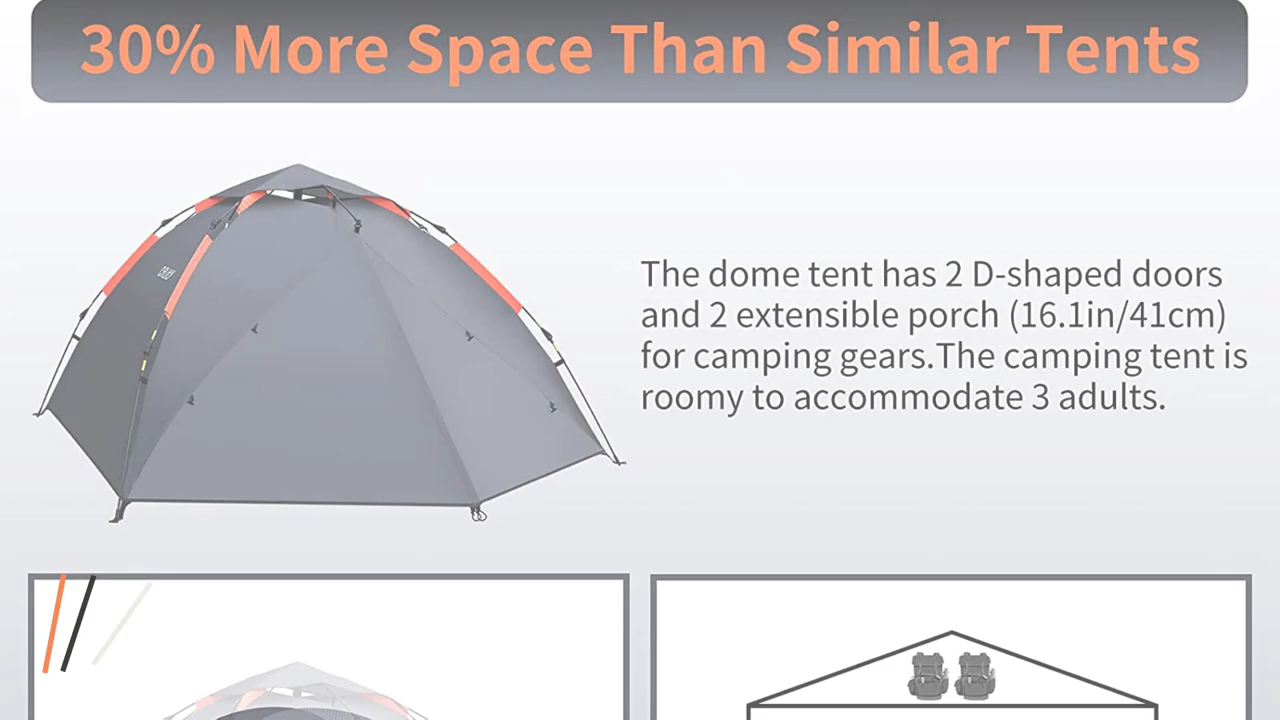 30% More Space Than Similar Tents
The dome tent has 2 D-shaped doors
and 2 extensible porch (16.1in/41cm)
for camping gears.The camping tent is
roomy to accommodate 3 adults.